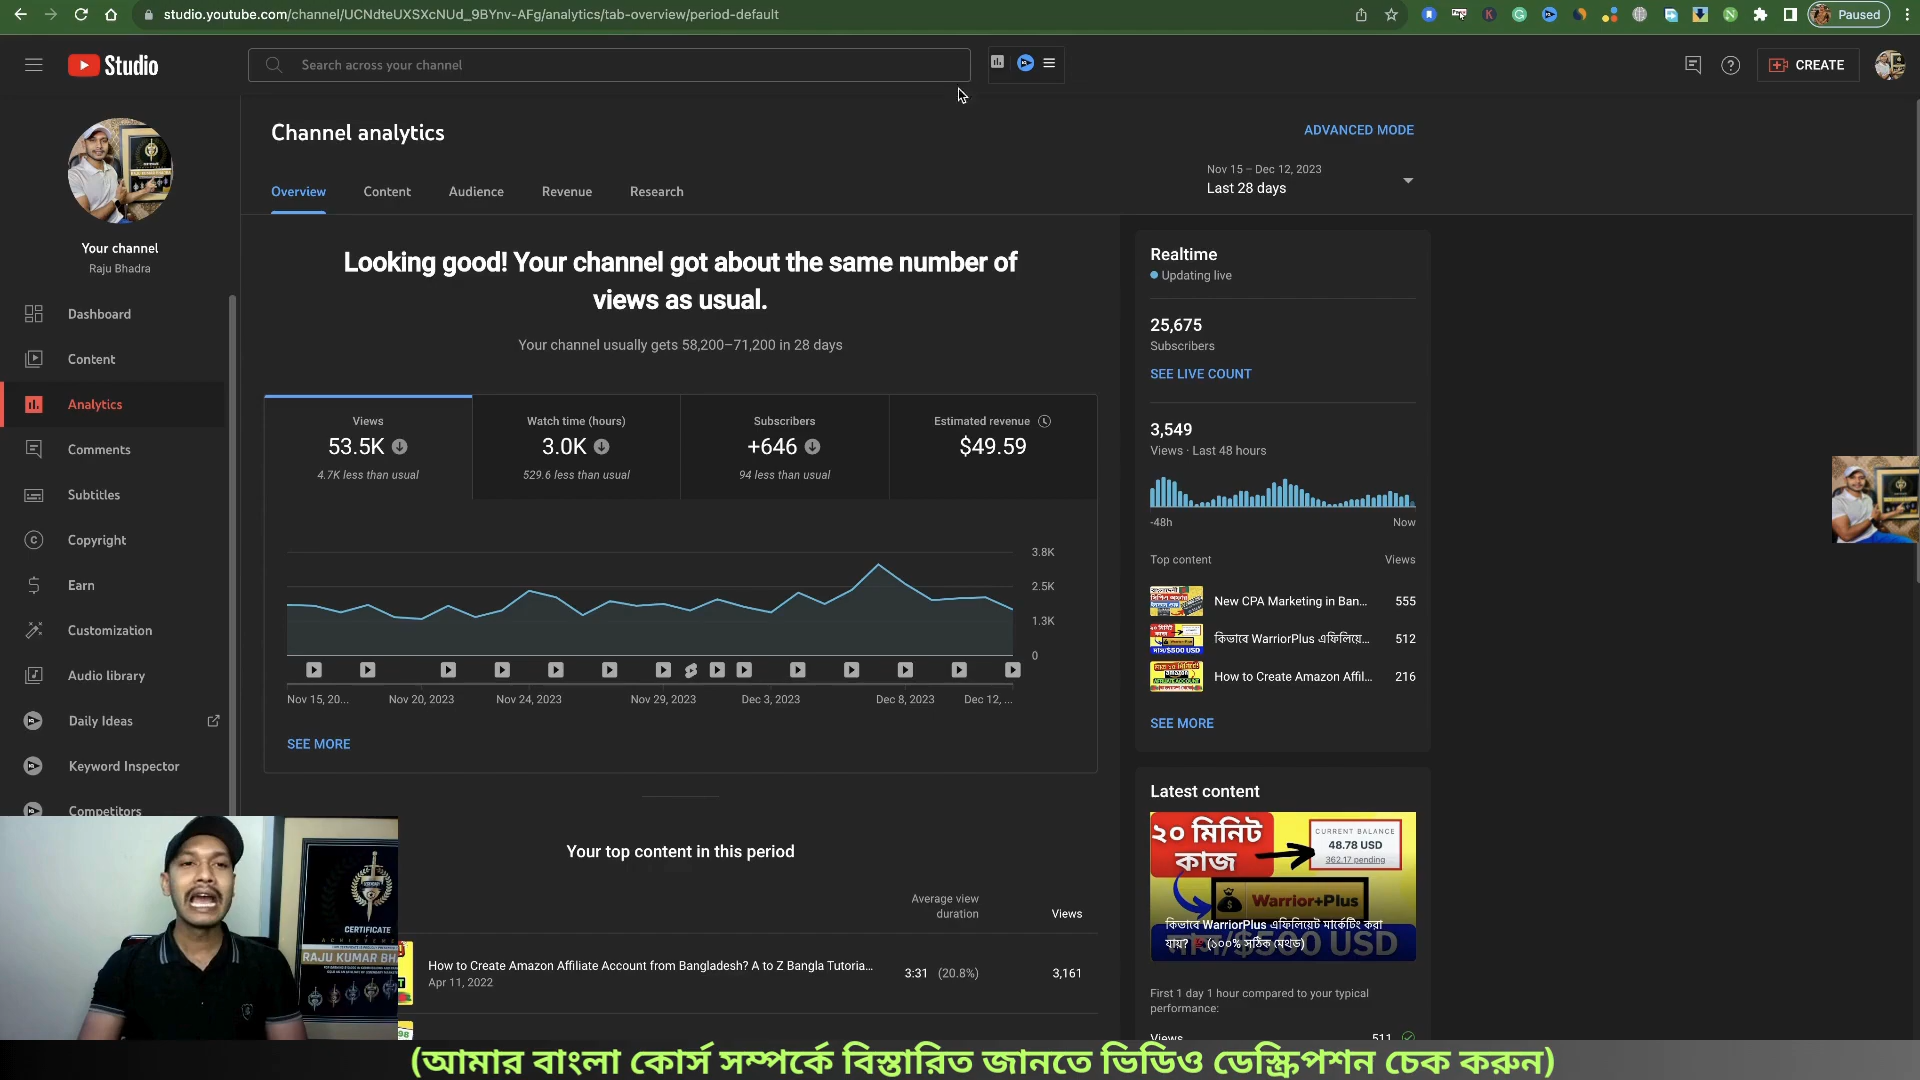 studio.youtube.com/channel/UCNdteUXSXcNUd_9BYnv-AFg/analytics/tab-overview/period-default
Paused
Studio
Search across your channel
CREATE
Your channel
Raju Bhadra
Dashboard
Content
Analytics
Comments
Subtitles
Copyright
Earn
Customization
Audio library
Daily Ideas
Keyword Inspector
Competitors
Channel analytics
ADVANCED MODE
Overview
Content
Audience
Revenue
Research
Nov 15 – Dec 12, 2023
Last 28 days
Looking good! Your channel got about the same number of
views as usual.
Your channel usually gets 58,200–71,200 in 28 days
Views
53.5K
4.7K less than usual
Watch time (hours)
3.0K
529.6 less than usual
Subscribers
+646
94 less than usual
Estimated revenue
$49.59
3.8K
2.5K
1.3K
0
Nov 15, 20...
Nov 20, 2023
Nov 24, 2023
Nov 29, 2023
Dec 3, 2023
Dec 8, 2023
Dec 12, ...
SEE MORE
Your top content in this period
Average view
duration
Views
How to Create Amazon Affiliate Account from Bangladesh? A to Z Bangla Tutoria...
Apr 11, 2022
3:31 (20.8%)
3,161
Realtime
Updating live
25,675
Subscribers
SEE LIVE COUNT
3,549
Views · Last 48 hours
-48h
Now
Top content
Views
New CPA Marketing in Ban...
555
কিভাবে WarriorPlus এফিলিয়ে...
512
How to Create Amazon Affil...
216
SEE MORE
Latest content
২০ মিনিট
কাজ
CURRENT BALANCE
48.78 USD
362.17 pending
Warrior+Plus
কিভাবে WarriorPlus এফিলিয়েট মার্কেটিং করা
যায়? (১০০% সঠিক মেথড)
মাস/$500 USD
First 1 day 1 hour compared to your typical
performance:
Views
511
CERTIFICATE
RAJU KUMAR BHA
(আমার বাংলা কোর্স সম্পর্কে বিস্তারিত জানতে ভিডিও ডেস্ক্রিপশন চেক করুন)